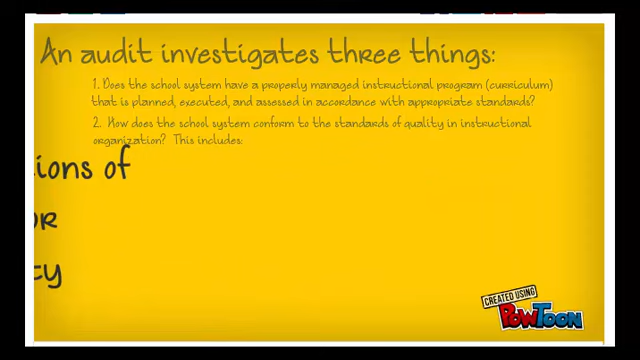 An audit investigates three things:
1. Does the school system have a properly managed instructional program (curriculum)
that is planned, executed, and assessed in accordance with appropriate standards?
2. How does the school system conform to the standards of quality in instructional
organization? This includes:
tions of
or
ty
CREATED USING
POWTOON